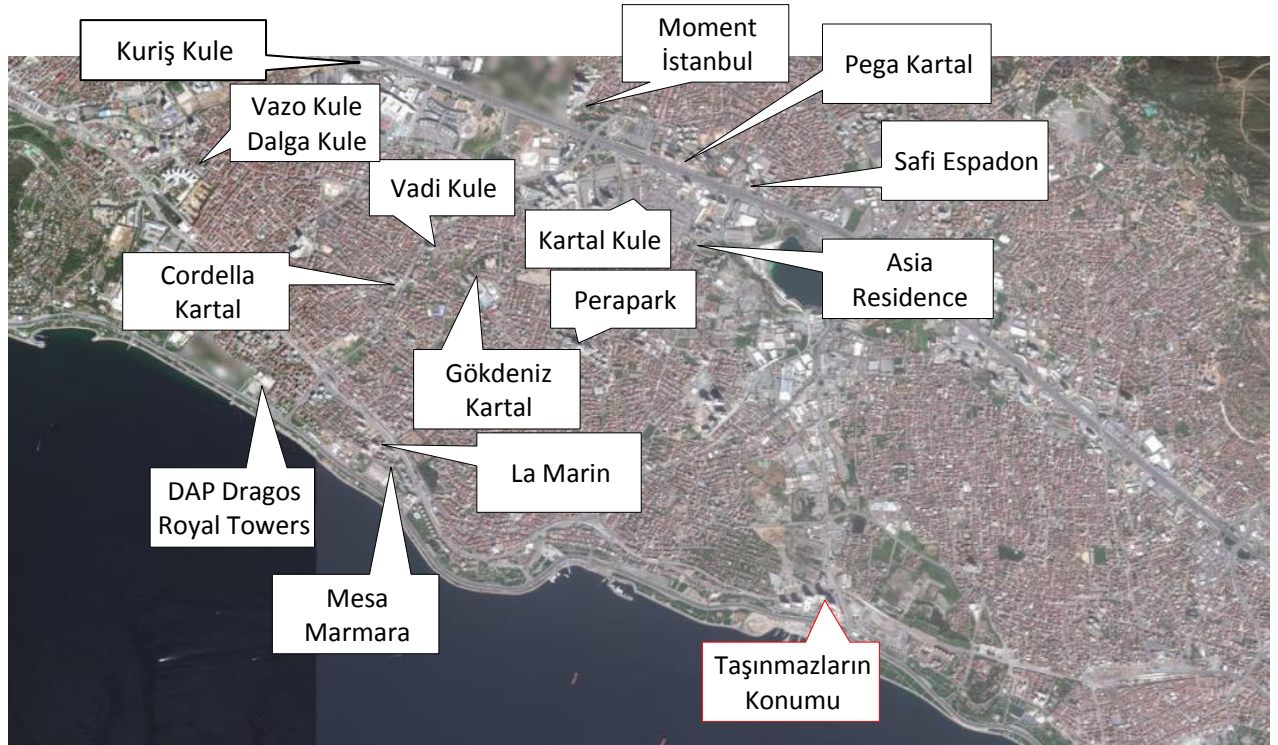 Kuriş Kule
Moment
İstanbul
Pega Kartal
Vazo Kule
Dalga Kule
Safi Espadon
Vadi Kule
Kartal Kule
Asia
Residence
Cordella
Kartal
Perapark
Gökdeniz
Kartal
La Marin
DAP Dragos
Royal Towers
Mesa
Marmara
Taşınmazların
Konumu